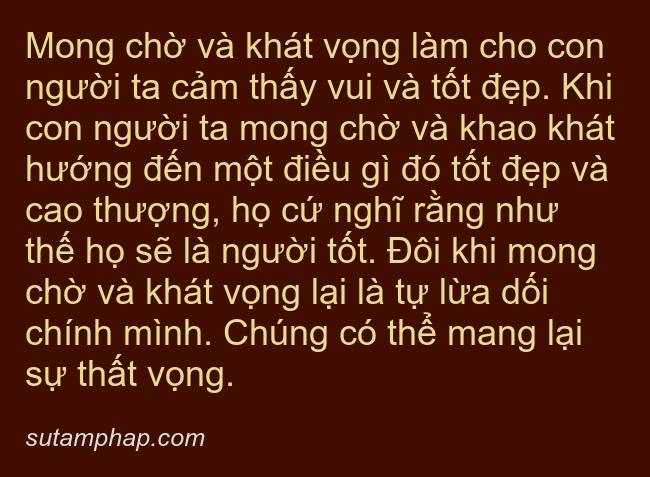 Mong chờ và khát vọng làm cho con
người ta cảm thấy vui và tốt đẹp. Khi
con người ta mong chờ và khao khát
hướng đến một điều gì đó tốt đẹp và
cao thượng, họ cứ nghĩ rằng như
thế họ sẽ là người tốt. Đôi khi mong
chờ và khát vọng lại là tự lừa dối
chính mình. Chúng có thể mang lại
sự thất vọng.
sutamphap.com